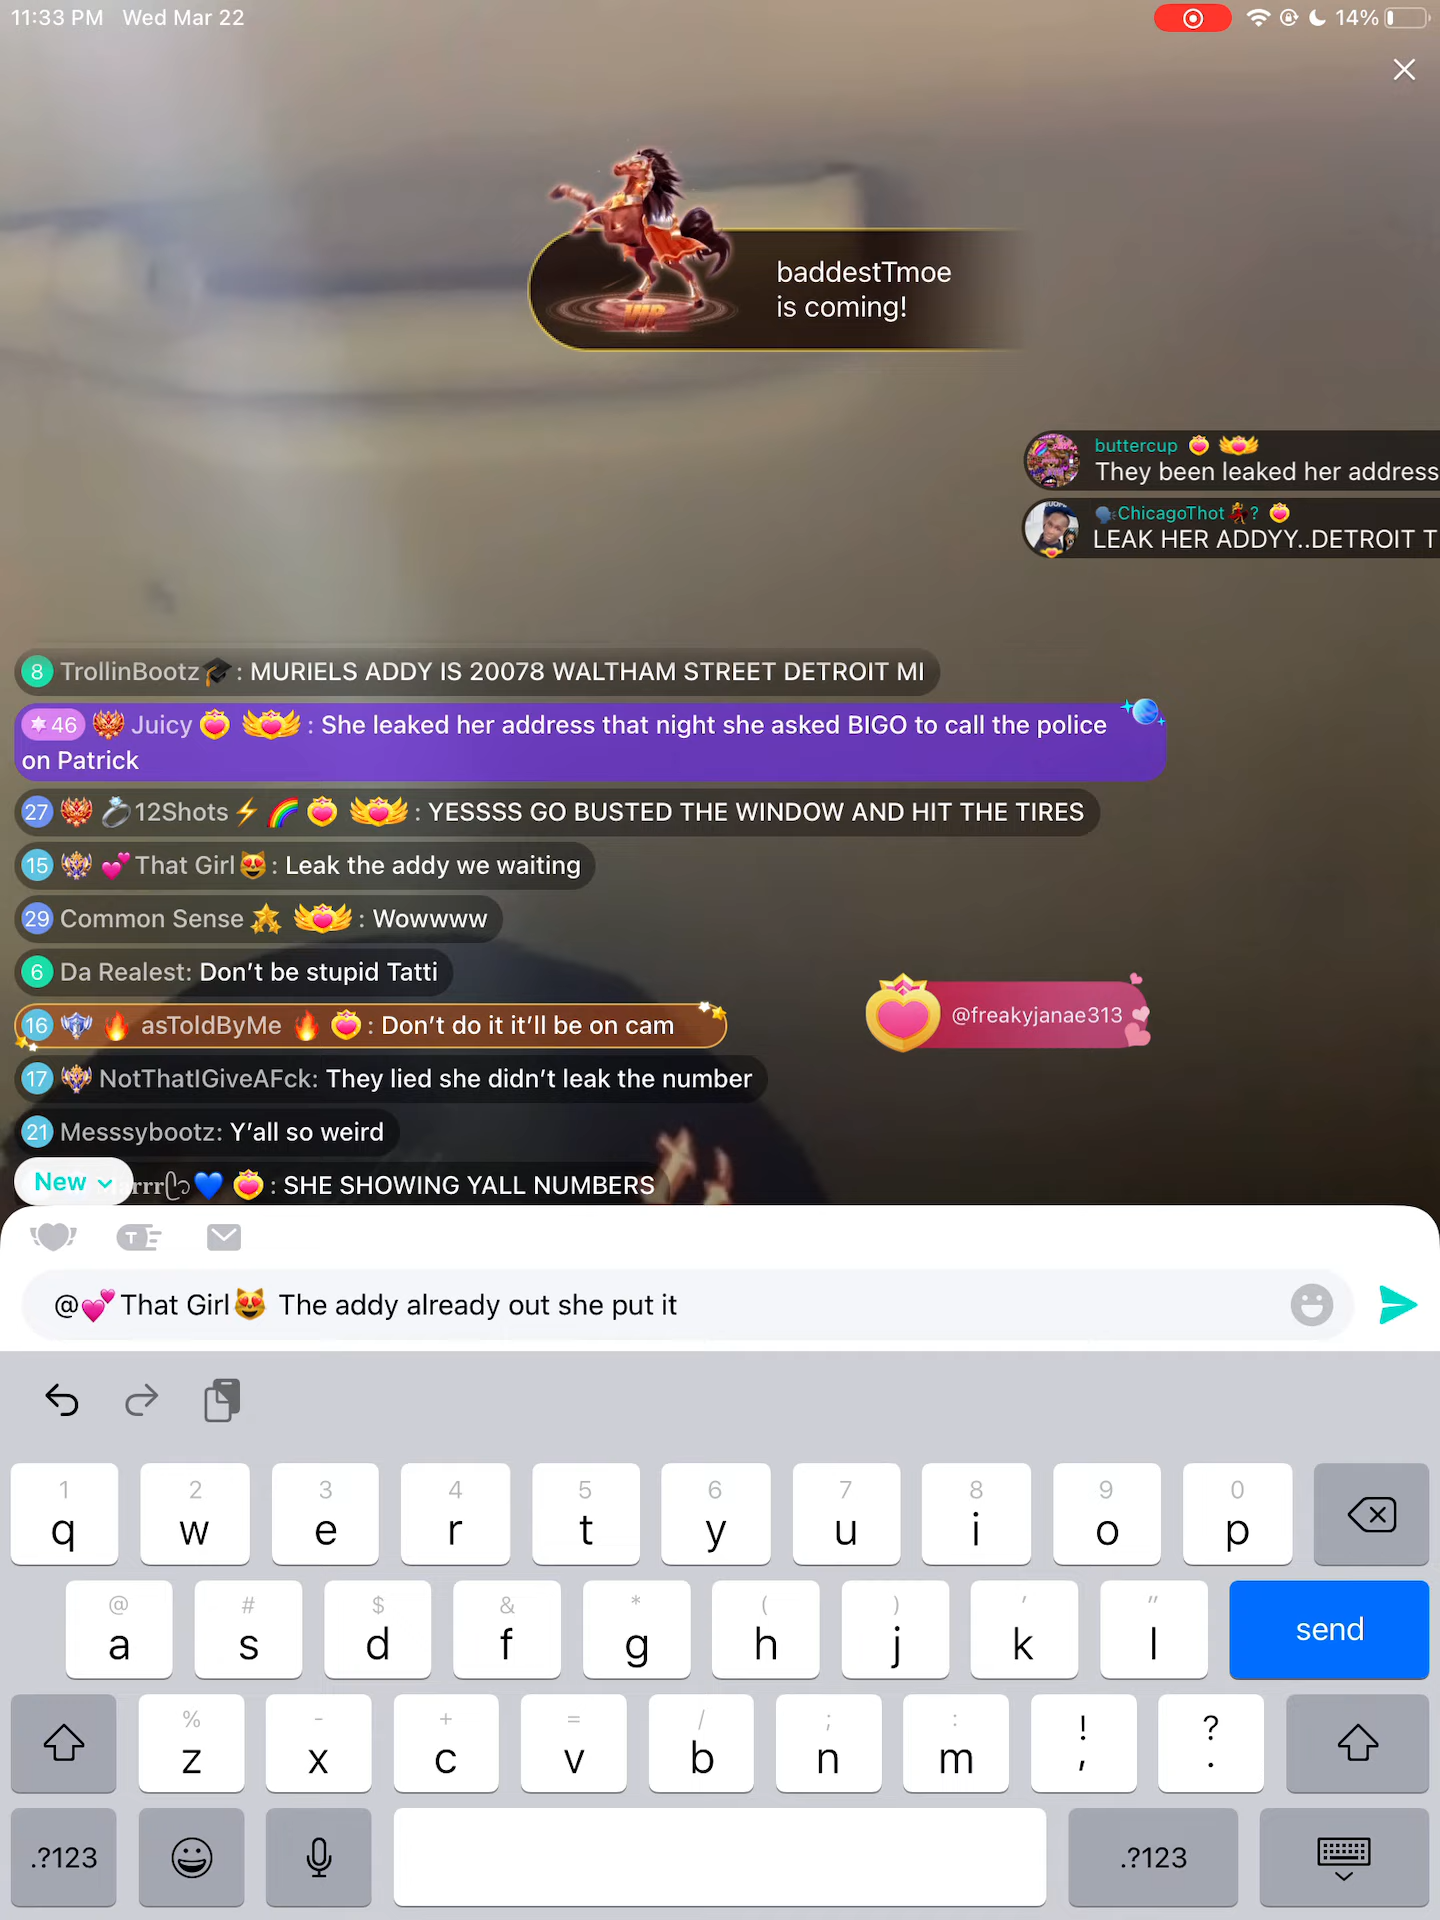 11:33 PM Wed Mar 22
14%
baddestTmoe
is coming!
buttercup
They been leaked her address
ChicagoThot ?
LEAK HER ADDYY..DETROIT T
8 TrollinBootz : MURIELS ADDY IS 20078 WALTHAM STREET DETROIT MI
46 Juicy : She leaked her address that night she asked BIGO to call the police
on Patrick
27 12Shots : YESSSS GO BUSTED THE WINDOW AND HIT THE TIRES
15 That Girl : Leak the addy we waiting
29 Common Sense : Wowwww
6 Da Realest: Don’t be stupid Tatti
@freakyjanae313
16 asToldByMe : Don’t do it it’ll be on cam
17 NotThatIGiveAFck: They lied she didn’t leak the number
21 Messsybootz: Y’all so weird
New
: SHE SHOWING YALL NUMBERS
@ That Girl The addy already out she put it
1 2 3 4 5 6 7 8 9 0
q w e r t y u i o p
@ # $ & * ( ) ' "
a s d f g h j k l send
% - + = / ; : ! ?
z x c v b n m , .
.?123 .?123